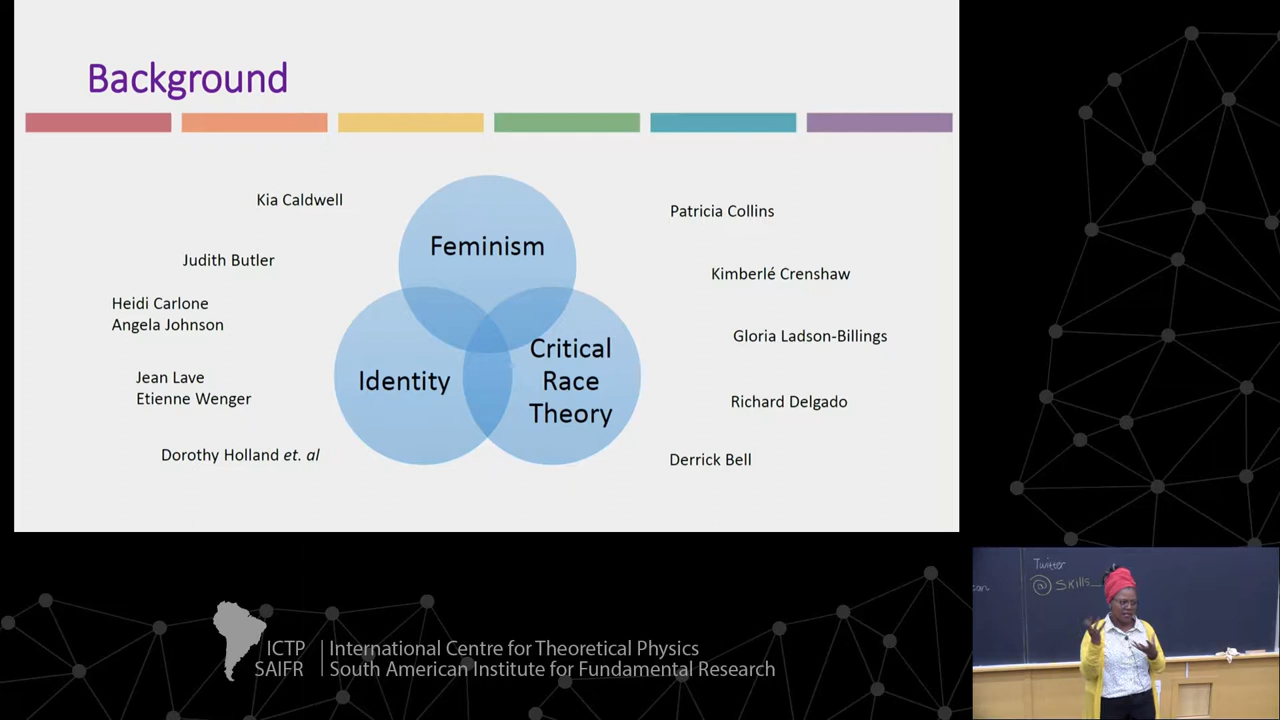 Background
Kia Caldwell
Patricia Collins
Feminism
Judith Butler
Kimberlé Crenshaw
Heidi Carlone
Angela Johnson
Gloria Ladson-Billings
Critical
Race
Theory
Identity
Jean Lave
Etienne Wenger
Richard Delgado
Dorothy Holland et. al
Derrick Bell
Twitter
@ Skills_
ICTP
SAIFR
International Centre for Theoretical Physics
South American Institute for Fundamental Research